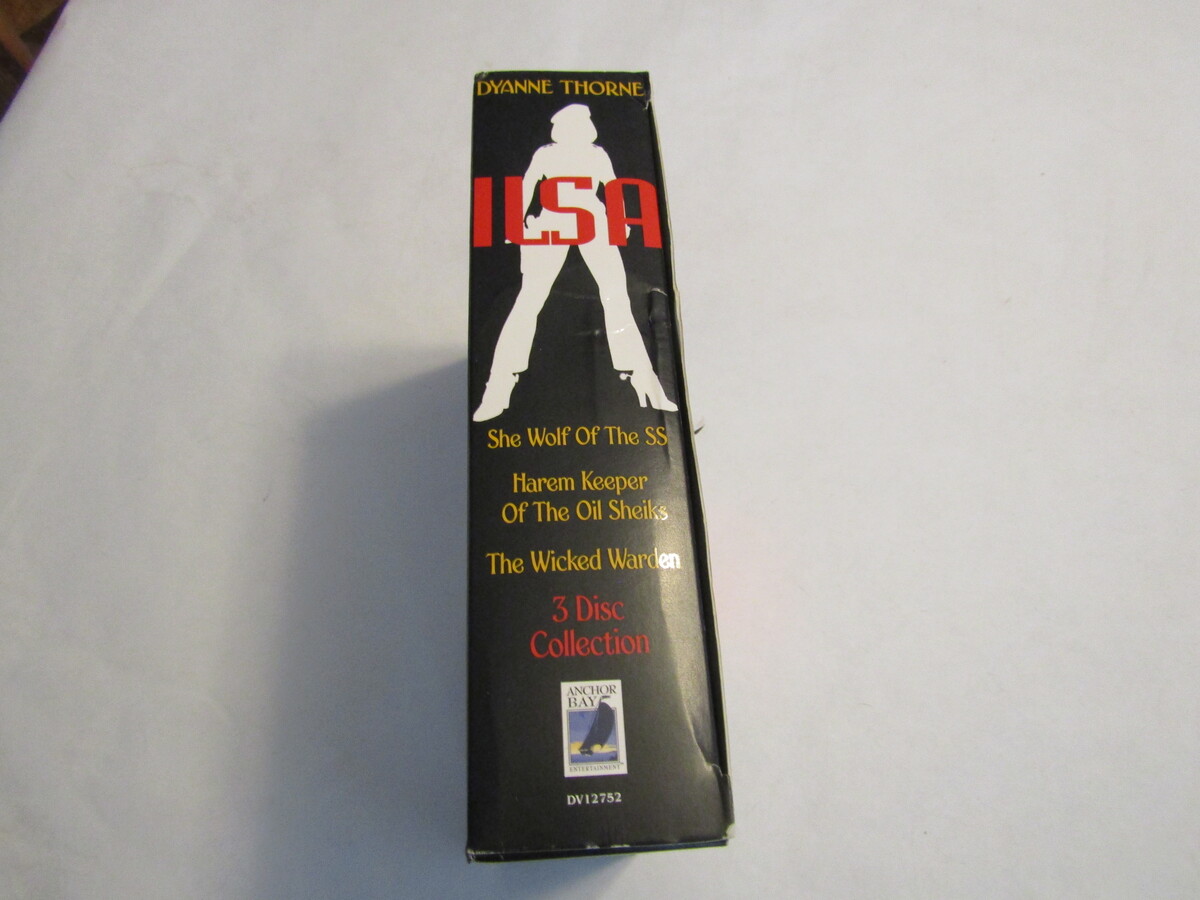 DYANNE THORNE
ILSA
She Wolf Of The SS
Harem Keeper
Of The Oil Sheiks
The Wicked Warden
3 Disc
Collection
ANCHOR
BAY
ENTERTAINMENT
DV12752